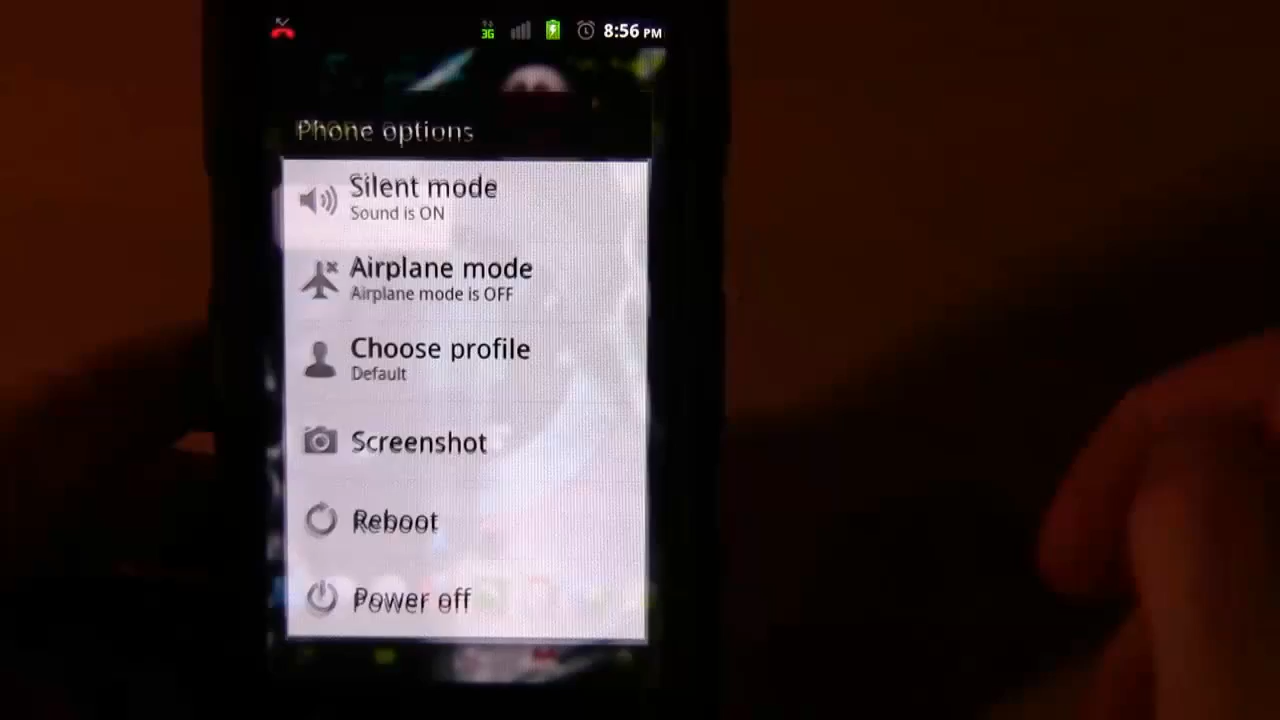 3G 8:56 PM
Phone options
Silent mode
Sound is ON
Airplane mode
Airplane mode is OFF
Choose profile
Default
Screenshot
Reboot
Power off